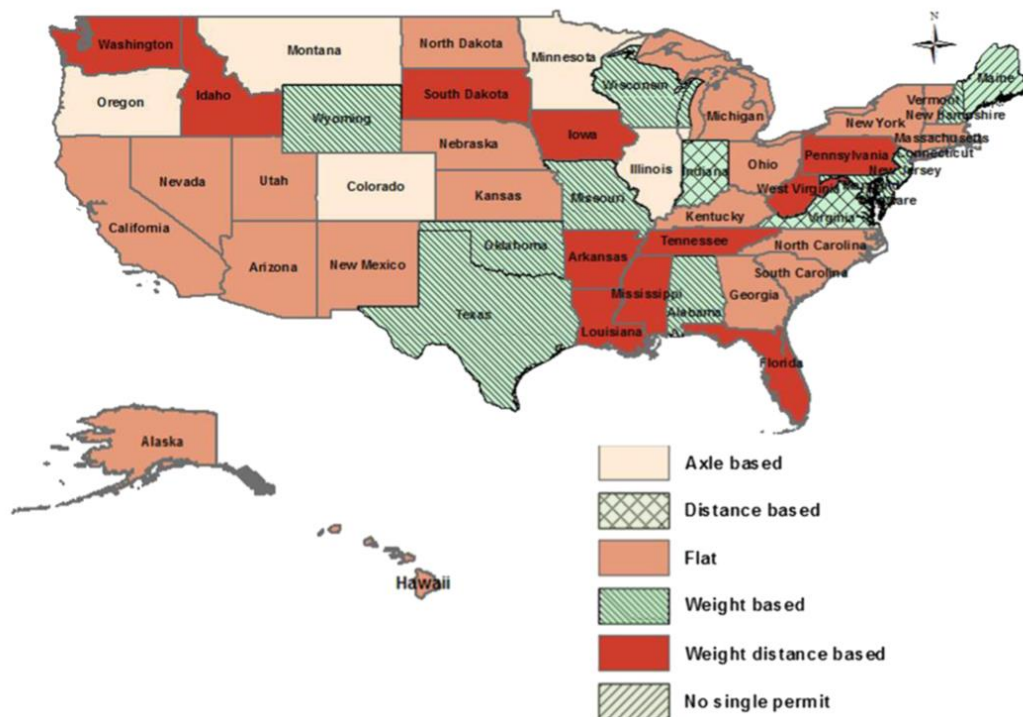 N
Washington
Montana
North Dakota
Minnesota
Maine
Oregon
Idaho
South Dakota
Wisconsin
Vermont
New Hampshire
Wyoming
Michigan
New York
Massachusetts
Iowa
Nebraska
Pennsylvania
Connecticut
Nevada
Utah
Colorado
Illinois
Indiana
Ohio
New Jersey
Kansas
Missouri
West Virginia
Virginia
California
Kentucky
Arizona
New Mexico
Oklahoma
Arkansas
Tennessee
North Carolina
South Carolina
Texas
Mississippi
Alabama
Georgia
Louisiana
Florida
Alaska
Hawaii
Axle based
Distance based
Flat
Weight based
Weight distance based
No single permit